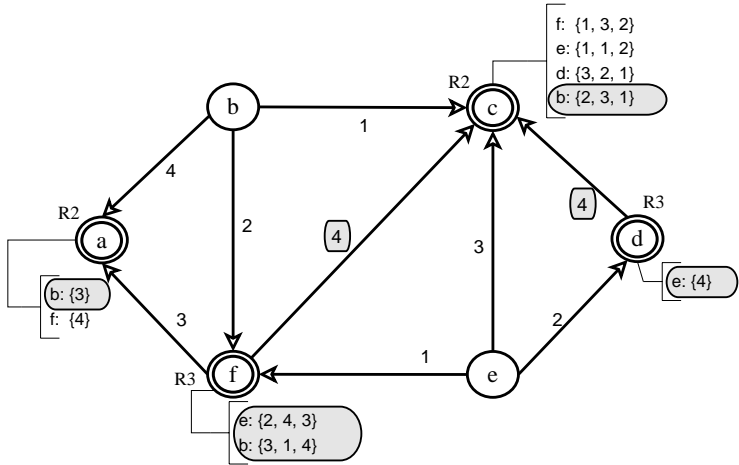 f: {1, 3, 2}
e: {1, 1, 2}
d: {3, 2, 1}
b: {2, 3, 1}
R2
b
c
1
4
2
R2
R3
4
4
a
d
3
b: {3}
f: {4}
e: {4}
3
2
1
R3
f
e
e: {2, 4, 3}
b: {3, 1, 4}